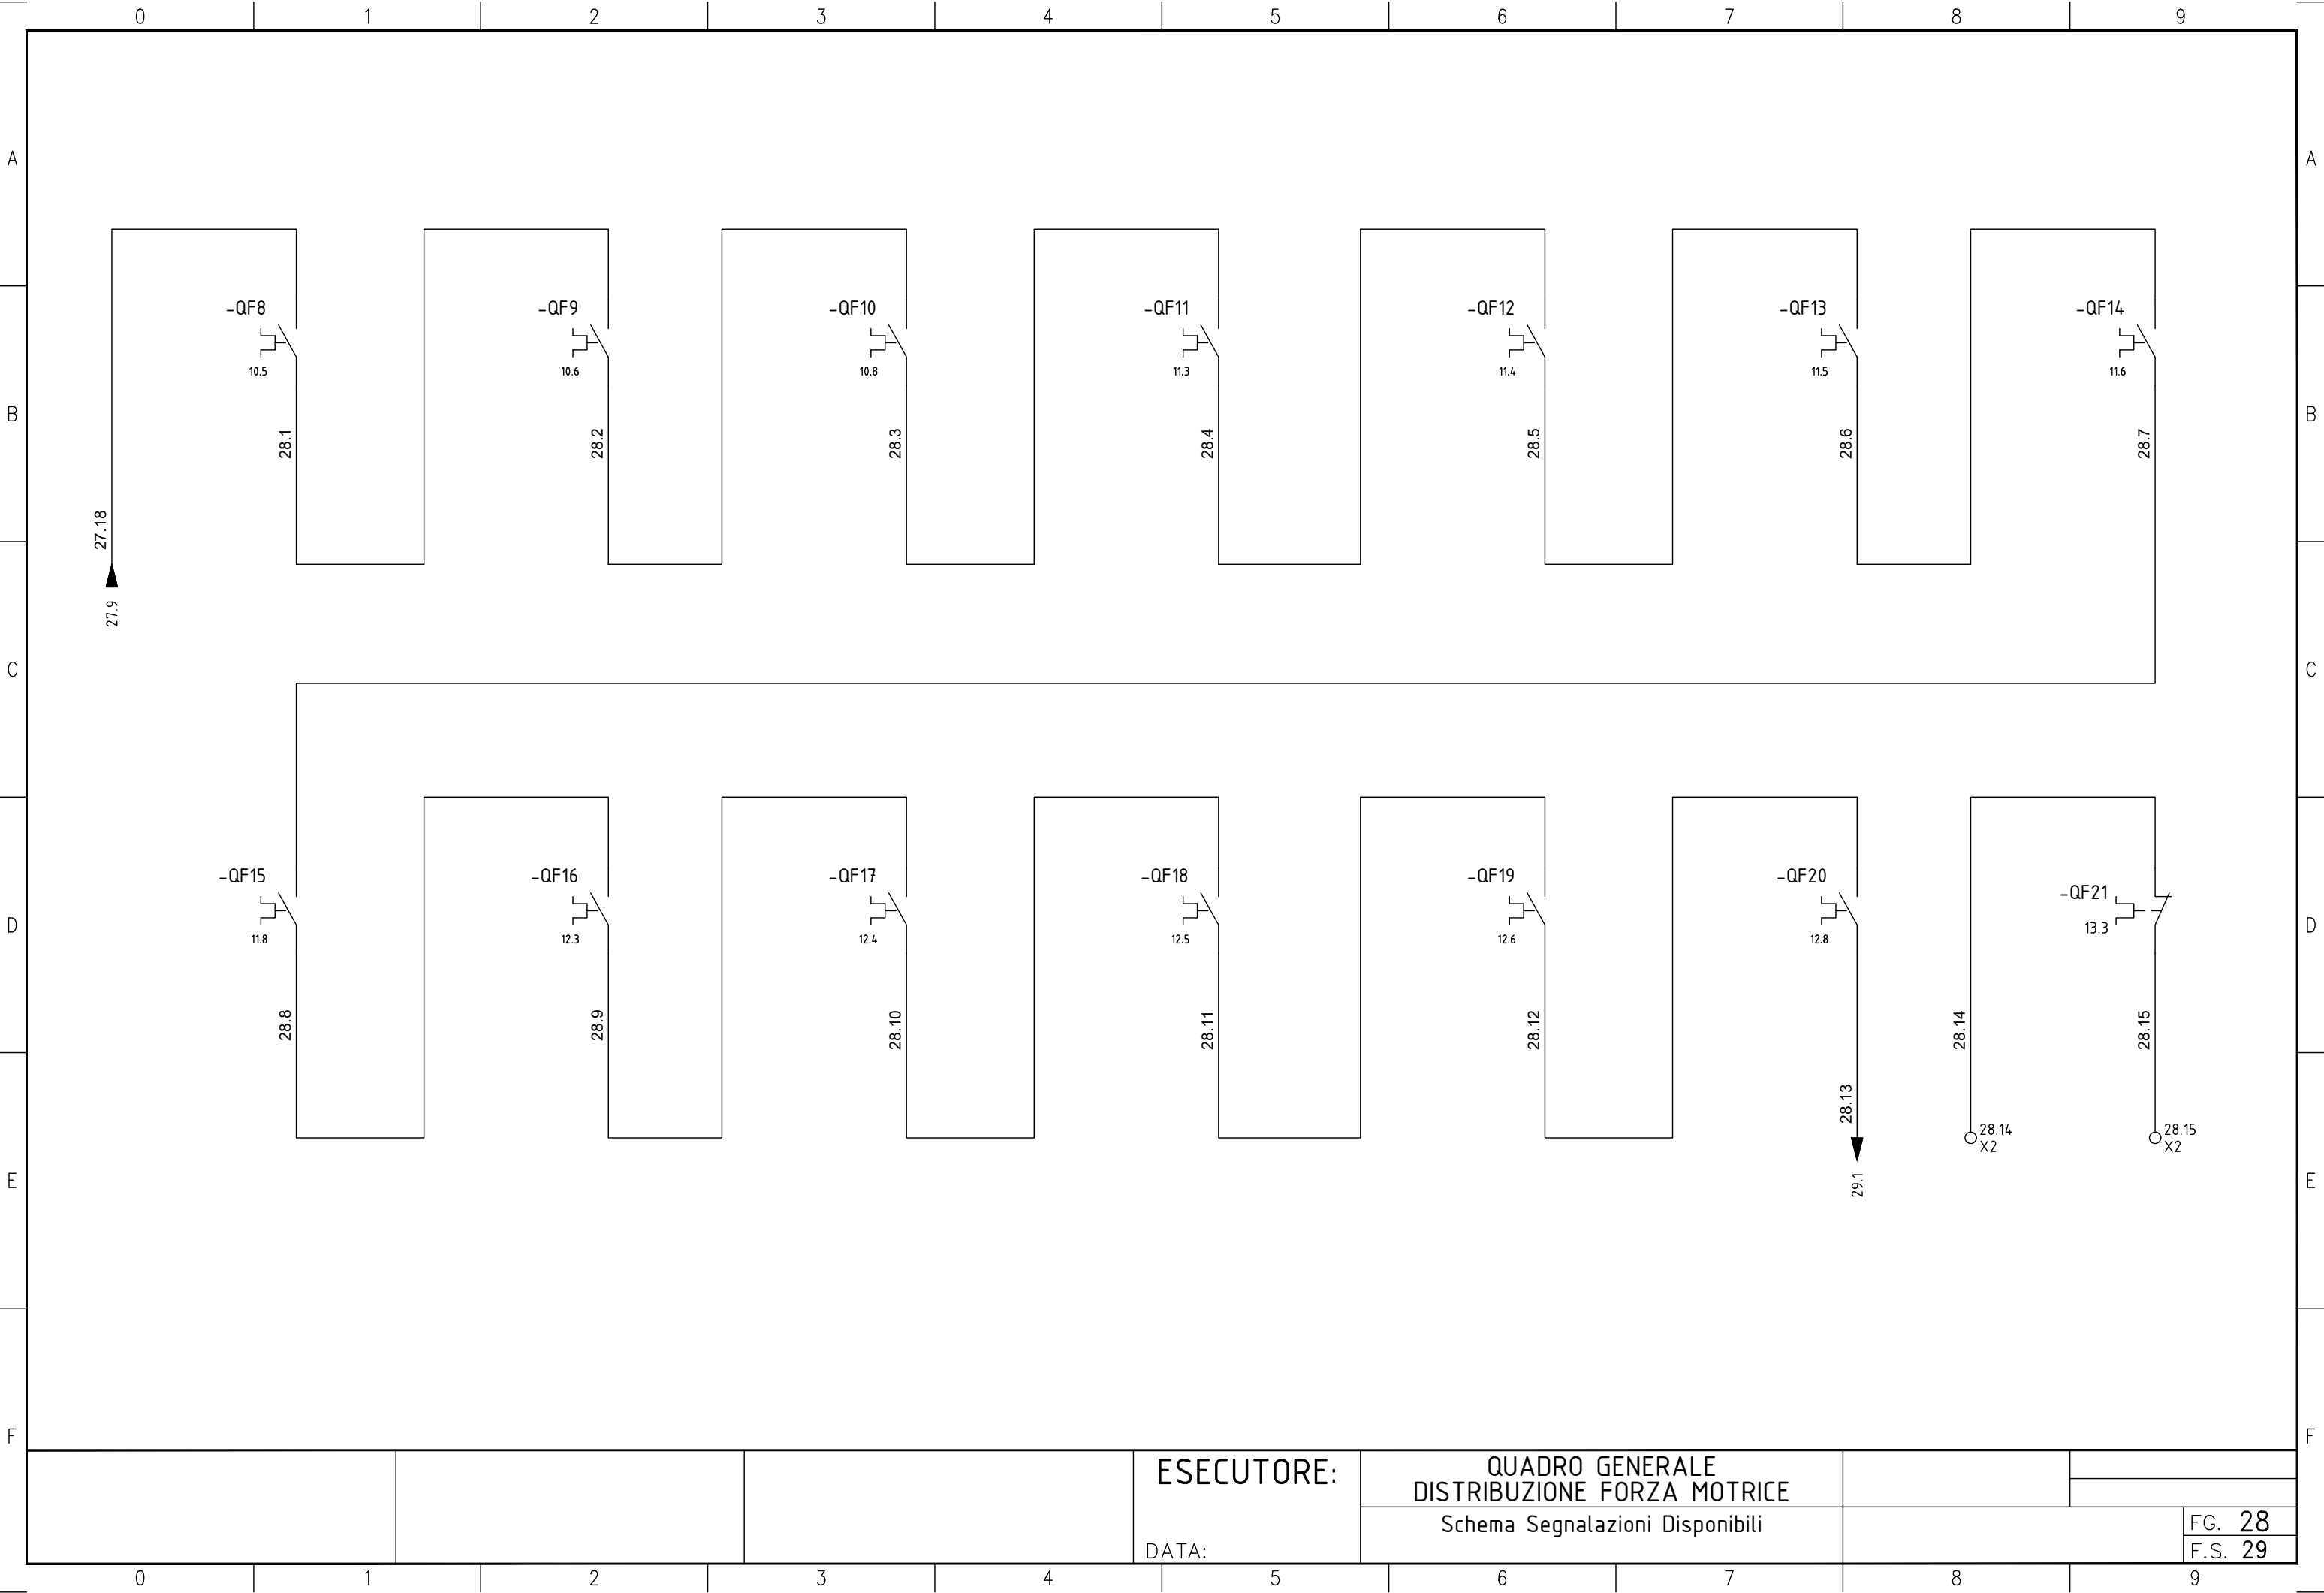 0 1 2 3 4 5 6 7 8 9
A A
-QF8 -QF9 -QF10 -QF11 -QF12 -QF13 -QF14
10.5 10.6 10.8 11.3 11.4 11.5 11.6
B B
28.1 28.2 28.3 28.4 28.5 28.6 28.7
27.18
27.9
C C
-QF15 -QF16 -QF17 -QF18 -QF19 -QF20 -QF21
11.8 12.3 12.4 12.5 12.6 12.8 13.3
D D
28.8 28.9 28.10 28.11 28.12 28.14 28.15
28.13
28.14 28.15
X2 X2
29.1
E E
F F
ESECUTORE:
DATA:
QUADRO GENERALE
DISTRIBUZIONE FORZA MOTRICE
Schema Segnalazioni Disponibili
FG. 28
F.S. 29
0 1 2 3 4 5 6 7 8 9